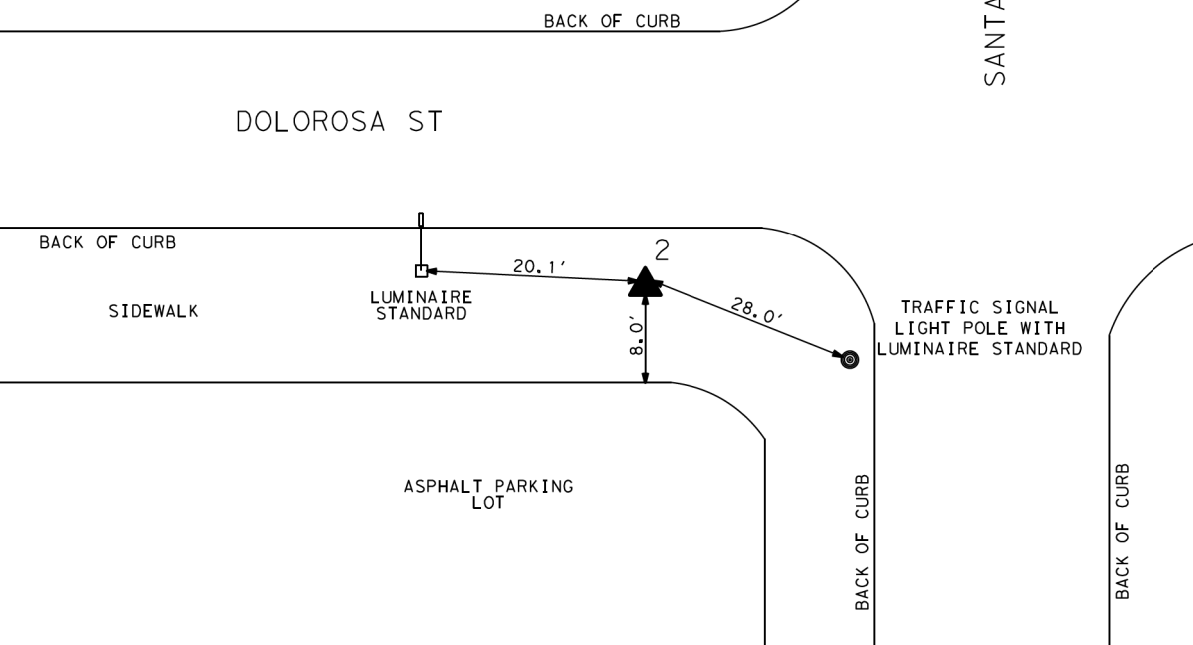 BACK OF CURB
SANTA
DOLOROSA ST
BACK OF CURB
2
20.1'
SIDEWALK
LUMINAIRE
STANDARD
28.0'
8.0'
TRAFFIC SIGNAL
LIGHT POLE WITH
LUMINAIRE STANDARD
ASPHALT PARKING
LOT
BACK OF CURB
BACK OF CURB